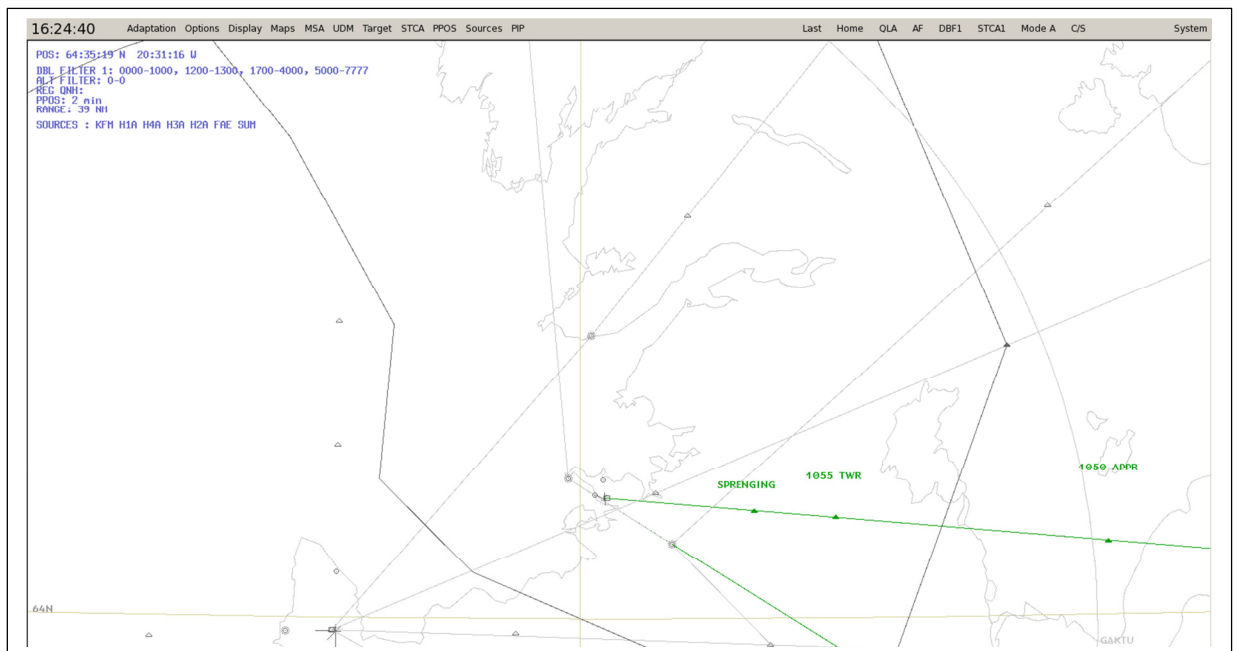 16:24:40 Adaptation Options Display Maps MSA UDM Target STCA PPOS Sources PIP Last Home QLA AF DBF1 STCA1 Mode A C/S System
POS: 64:35:19 N 20:31:16 W
DBL FILTER 1: 0000-1000, 1200-1300, 1700-4000, 5000-7777
ALT FILTER: 0-0
REG QNH:
PPOS: 2 min
RANGE: 39 NM
SOURCES : KFM H1A H4A H3A H2A FAE SUM
1050 APPR
1055 TWR
SPRENGING
64N
GAKTU